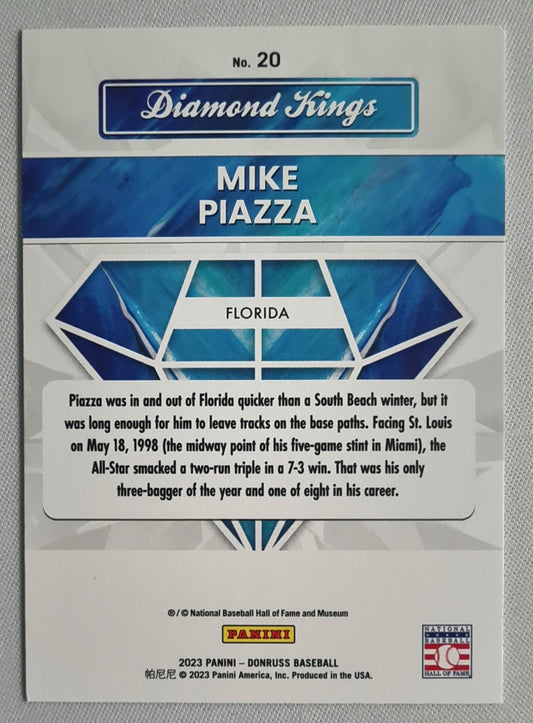 No. 20
Diamond Kings
MIKE
PIAZZA
FLORIDA
Piazza was in and out of Florida quicker than a South Beach winter, but it
was long enough for him to leave tracks on the base paths. Facing St. Louis
on May 18, 1998 (the midway point of his five-game stint in Miami), the
All-Star smacked a two-run triple in a 7-3 win. That was his only
three-bagger of the year and one of eight in his career.
®/© National Baseball Hall of Fame and Museum
PANINI
2023 PANINI – DONRUSS BASEBALL
帕尼尼 © 2023 Panini America, Inc. Produced in the USA.
NATIONAL
BASEBALL
HALL OF FAME